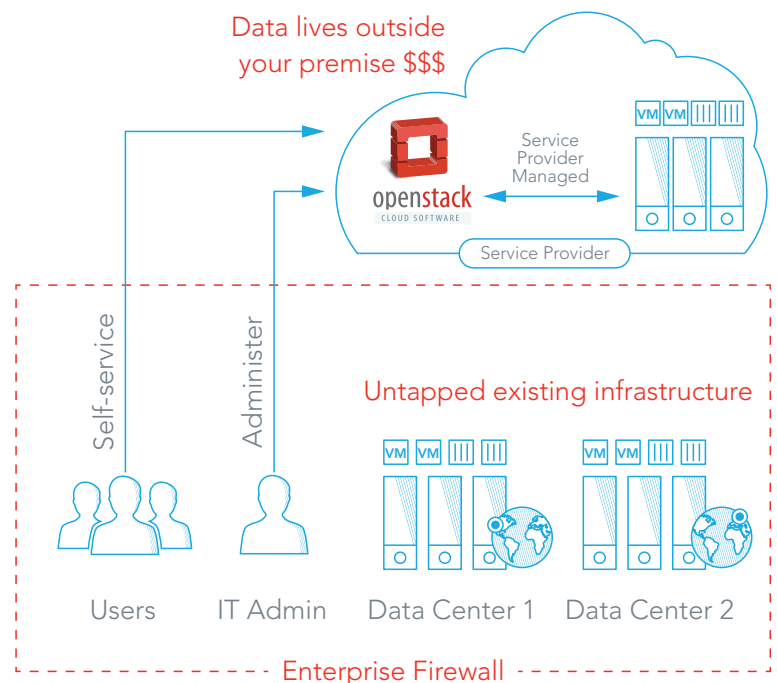 Data lives outside
your premise $$$
VM VM
openstack
CLOUD SOFTWARE
Service
Provider
Managed
Service Provider
Self-service
Administer
Untapped existing infrastructure
VM VM
VM VM
Users
IT Admin
Data Center 1
Data Center 2
Enterprise Firewall